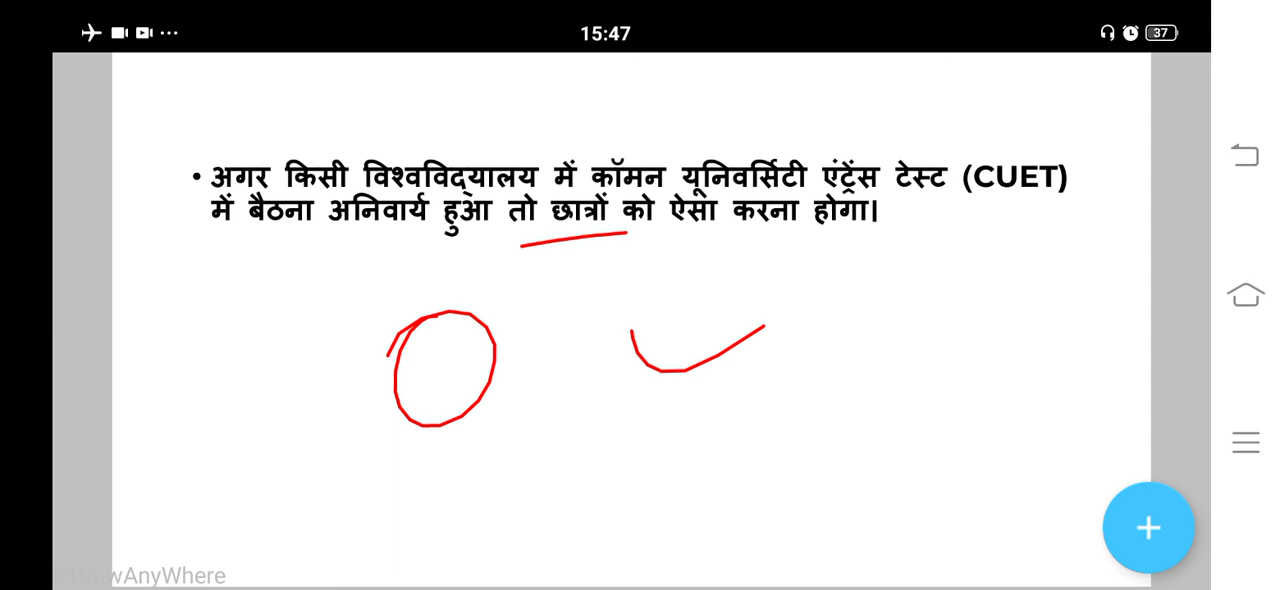 15:47
37
• अगर किसी विश्वविद्यालय में कॉमन यूनिवर्सिटी एंट्रेंस टेस्ट (CUET)
में बैठना अनिवार्य हुआ तो छात्रों को ऐसा करना होगा।
DrawAnyWhere